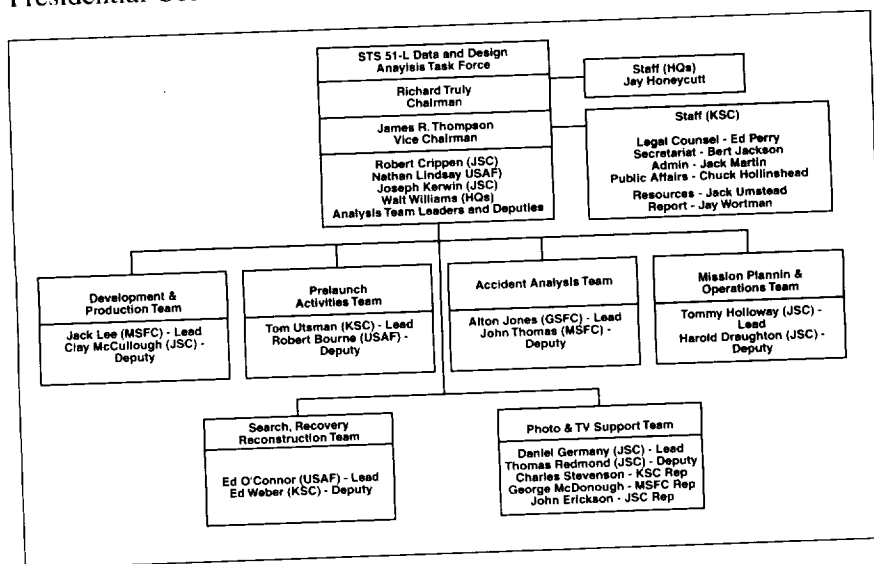 STS 51-L Data and Design
Anayisis Task Force
Richard Truly
Chairman
James R. Thompson
Vice Chairman
Robert Crippen (JSC)
Nathan Lindsay USAF)
Joseph Kerwin (JSC)
Walt Williams (HQs)
Analysis Team Leaders and Deputies
Staff (HQs)
Jay Honeycutt
Staff (KSC)
Legal Counsel - Ed Perry
Secretariat - Bert Jackson
Admin - Jack Martin
Public Affairs - Chuck Hollinshead
Resources - Jack Umstead
Report - Jay Wortman
Development &
Production Team
Jack Lee (MSFC) - Lead
Clay McCullough (JSC) -
Deputy
Prelaunch
Activities Team
Tom Utsman (KSC) - Lead
Robert Bourne (USAF) -
Deputy
Accident Analysis Team
Alton Jones (GSFC) - Lead
John Thomas (MSFC) -
Deputy
Mission Plannin &
Operations Team
Tommy Holloway (JSC) -
Lead
Harold Draughton (JSC) -
Deputy
Search, Recovery
Reconstruction Team
Ed O'Connor (USAF) - Lead
Ed Weber (KSC) - Deputy
Photo & TV Support Team
Daniel Germany (JSC) - Lead
Thomas Redmond (JSC) - Deputy
Charles Stevenson - KSC Rep
George McDonough - MSFC Rep
John Erickson - JSC Rep